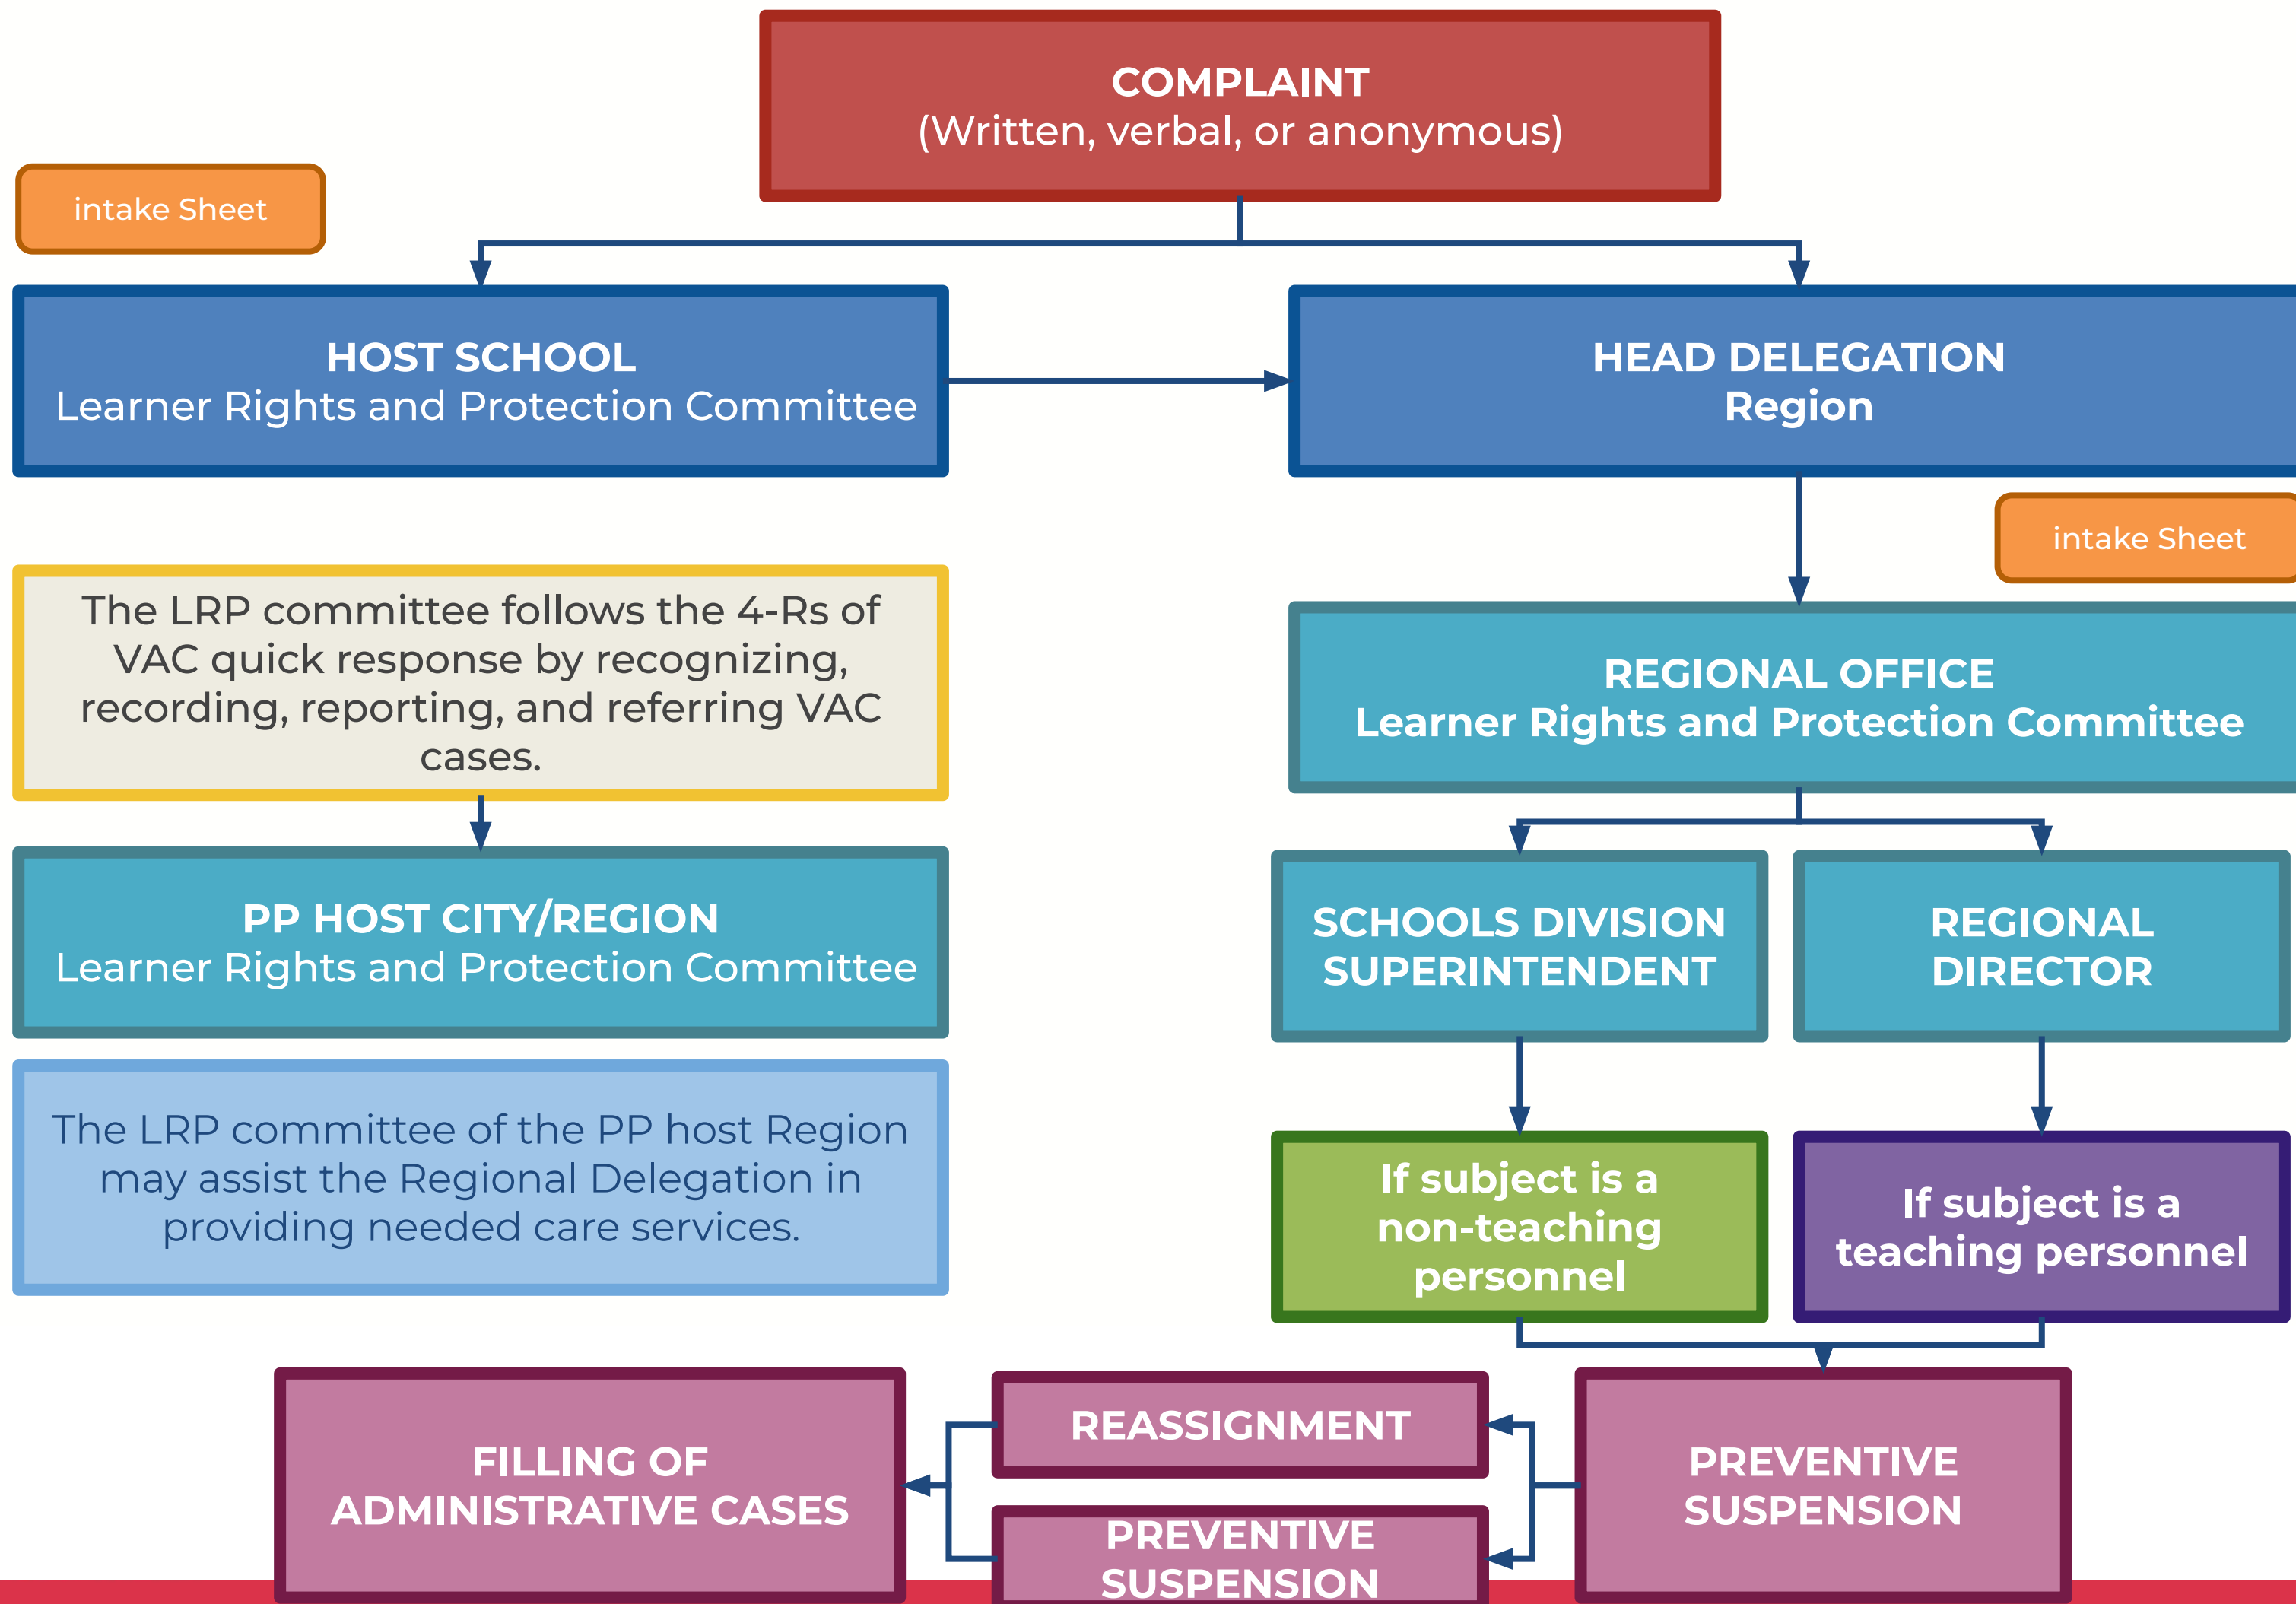 COMPLAINT
(Written, verbal, or anonymous)
intake Sheet
HOST SCHOOL
Learner Rights and Protection Committee
HEAD DELEGATION
Region
intake Sheet
The LRP committee follows the 4-Rs of
VAC quick response by recognizing,
recording, reporting, and referring VAC
cases.
REGIONAL OFFICE
Learner Rights and Protection Committee
PP HOST CITY/REGION
Learner Rights and Protection Committee
SCHOOLS DIVISION
SUPERINTENDENT
REGIONAL
DIRECTOR
The LRP committee of the PP host Region
may assist the Regional Delegation in
providing needed care services.
If subject is a
non-teaching
personnel
If subject is a
teaching personnel
FILLING OF
ADMINISTRATIVE CASES
REASSIGNMENT
PREVENTIVE
SUSPENSION
PREVENTIVE
SUSPENSION